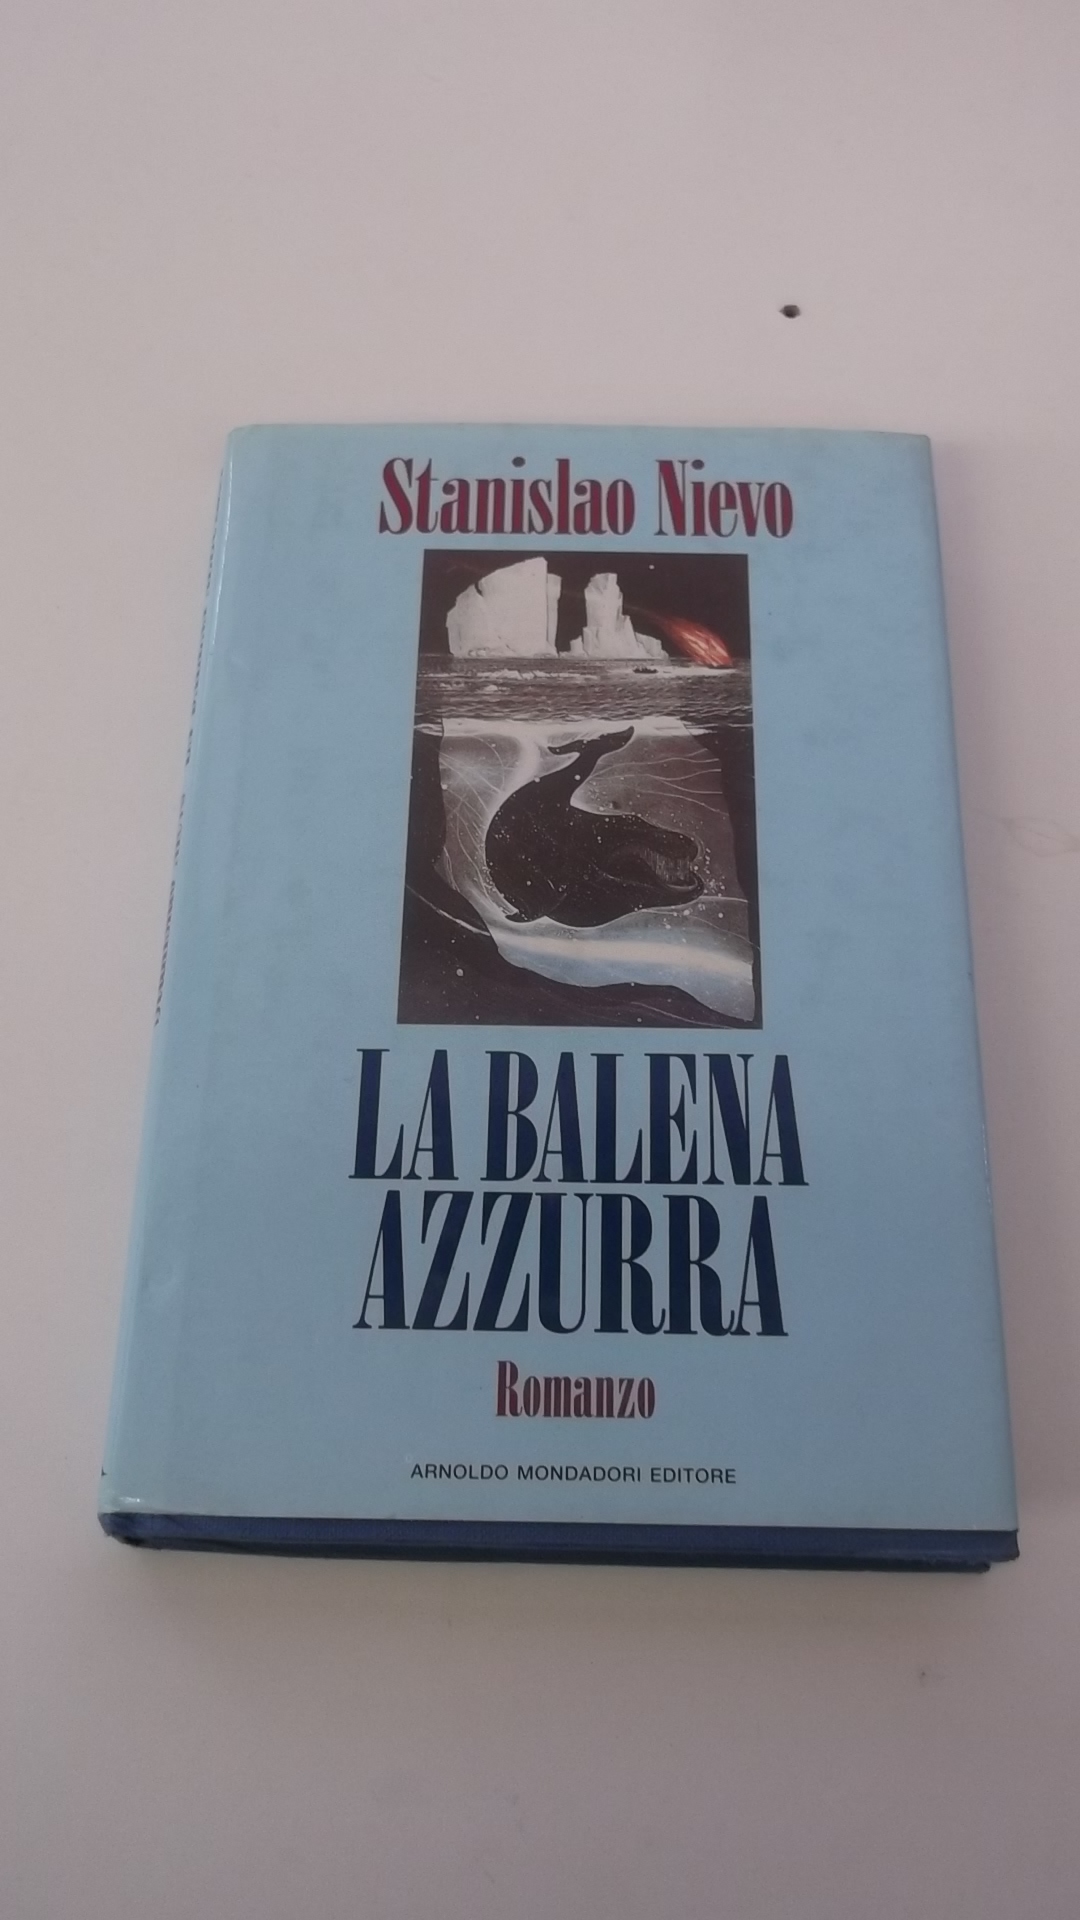 Stanislao Nievo
LA BALENA
AZZURRA
Romanzo
ARNOLDO MONDADORI EDITORE